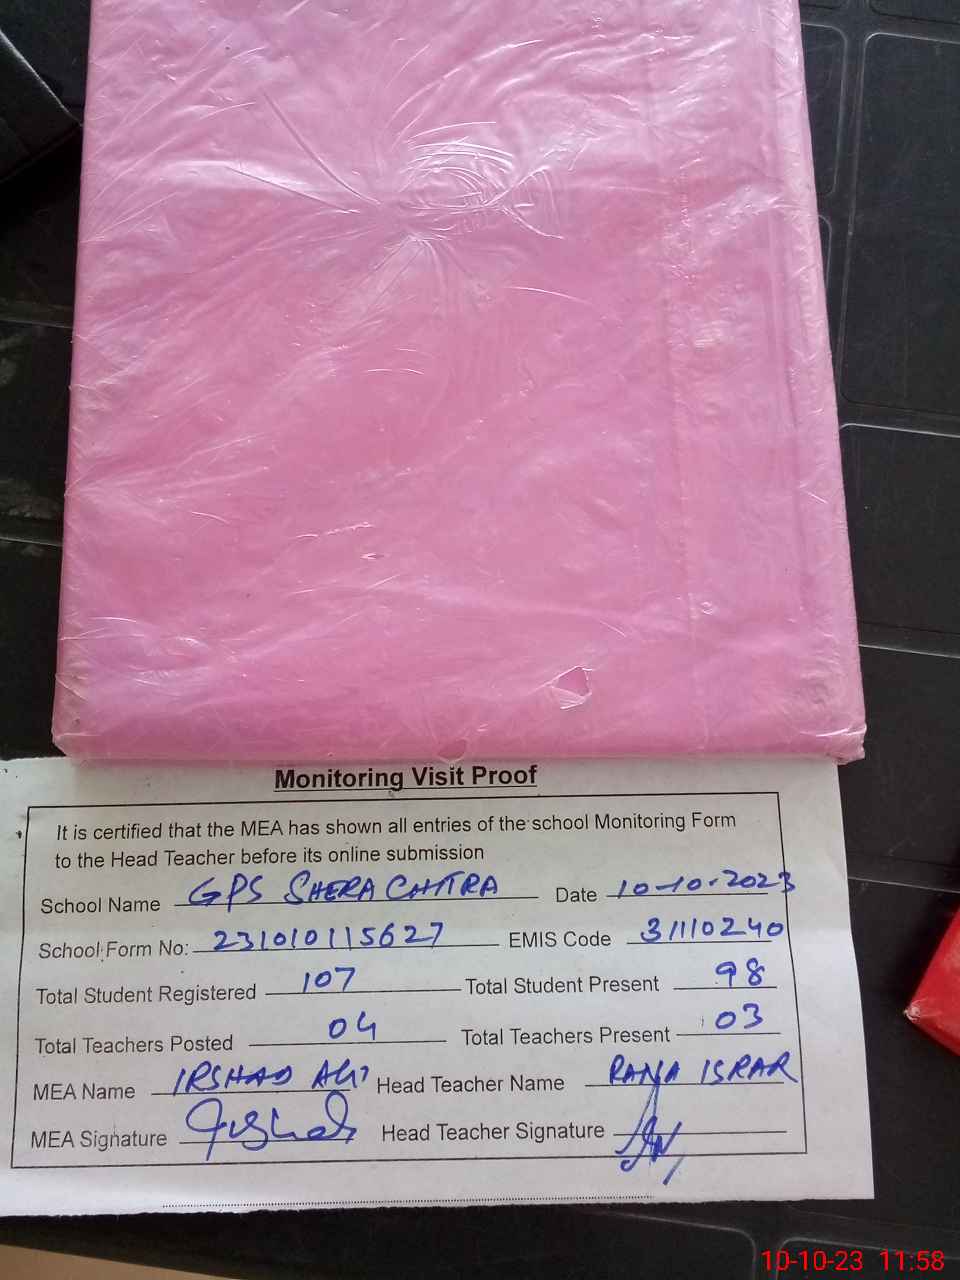 Monitoring Visit Proof
It is certified that the MEA has shown all entries of the school Monitoring Form
to the Head Teacher before its online submission
School Name GPS SHERA CHITRA Date 10-10-2023
School Form No: 231010115627 EMIS Code 31110240
Total Student Registered 107 Total Student Present 98
Total Teachers Posted 04 Total Teachers Present 03
MEA Name IRSHAD ALI Head Teacher Name RANA ISRAR
MEA Signature Irshad Head Teacher Signature
10-10-23 11:58